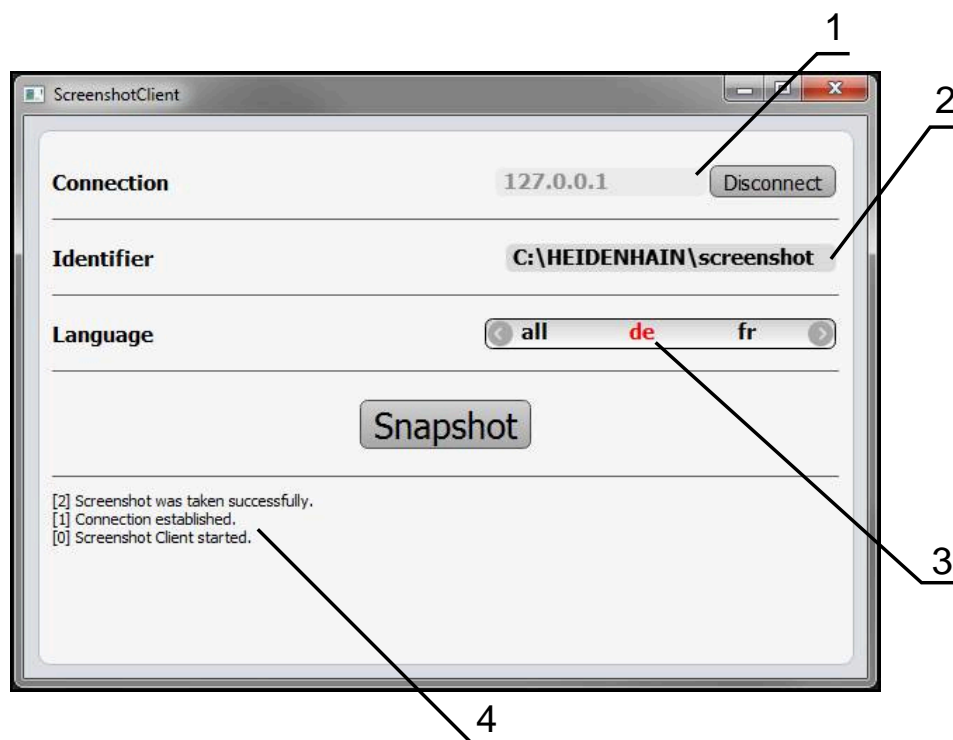 1
ScreenshotClient
2
Connection 127.0.0.1 Disconnect
Identifier C:\HEIDENHAIN\screenshot
Language all de fr
Snapshot
[2] Screenshot was taken successfully.
[1] Connection established.
[0] Screenshot Client started.
3
4